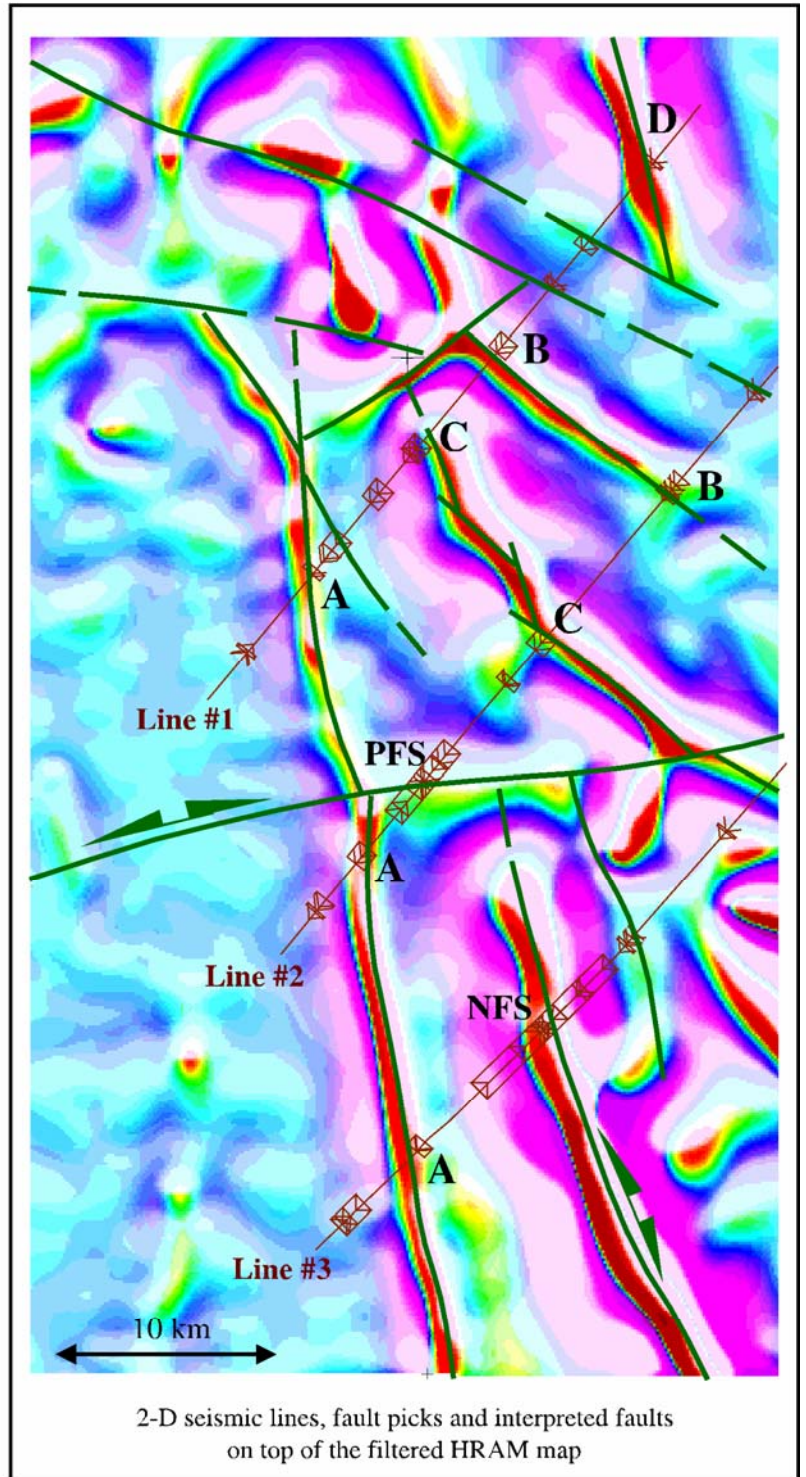 D
B
C
B
A
C
Line #1
PFS
A
Line #2
NFS
A
Line #3
10 km
2-D seismic lines, fault picks and interpreted faults
on top of the filtered HRAM map